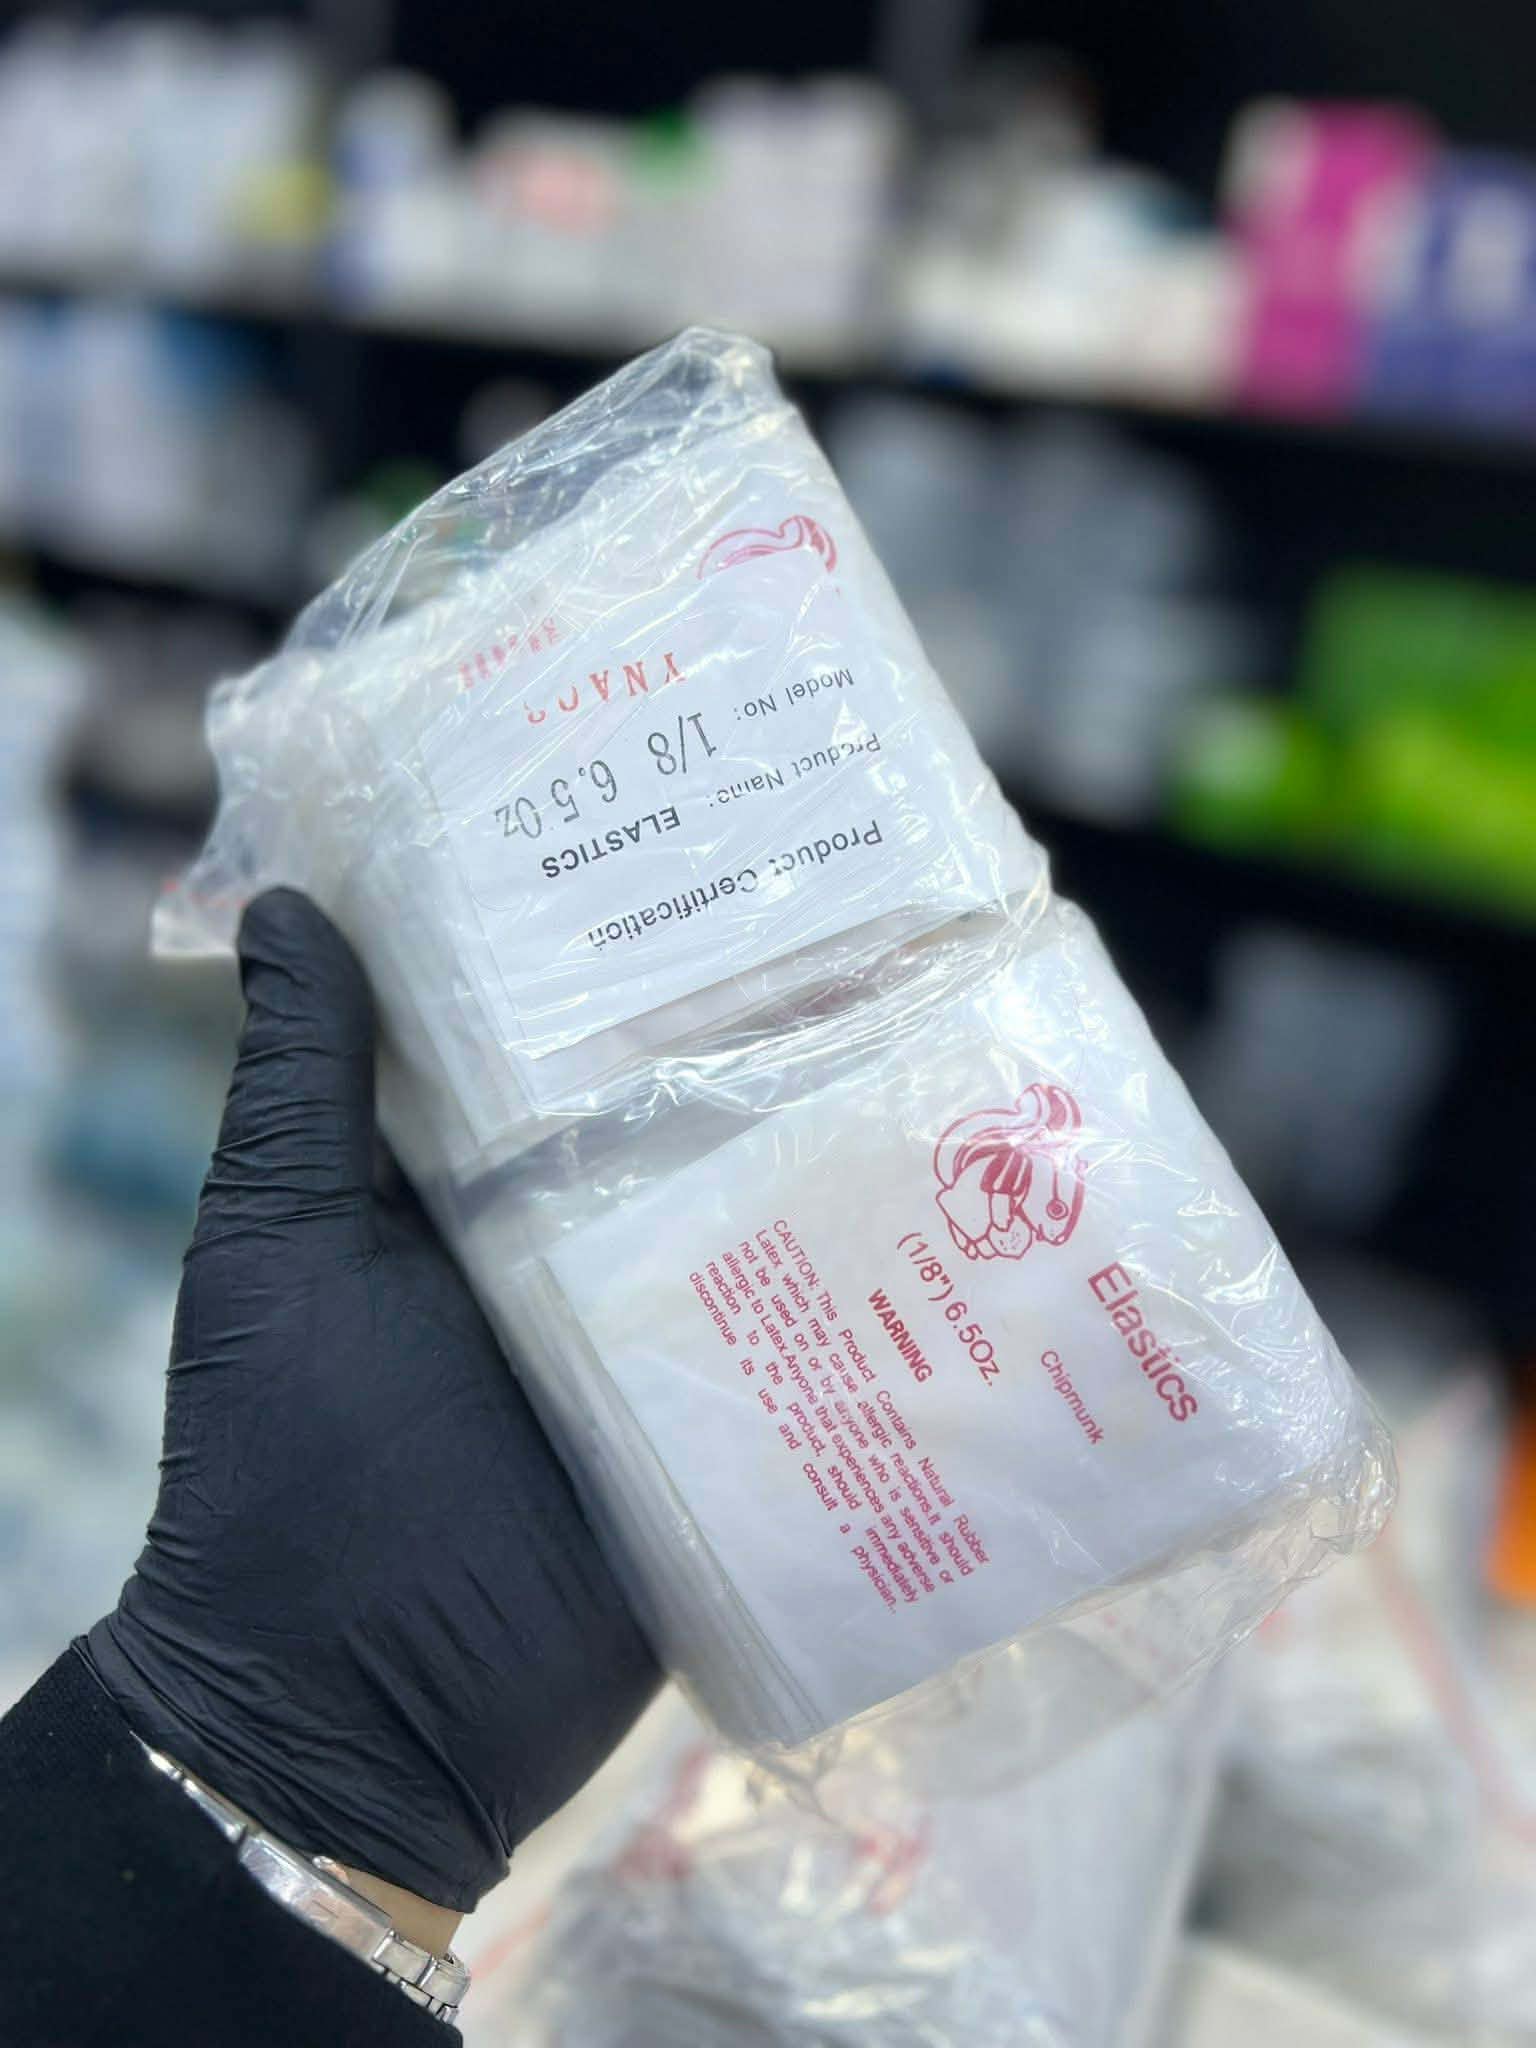 Product Certification
Product Name: ELASTICS
Model No: 1/8 6.5 Oz
Elastics
Chipmunk
(1/8") 6.5Oz.
WARNING
CAUTION: This Product Contains Natural Rubber
Latex which may cause allergic reactions.It should
not be used on or by anyone who is sensitive or
allergic to Latex.Anyone that experiences any adverse
reaction to the product, should immediately
discontinue its use and consult a physician..